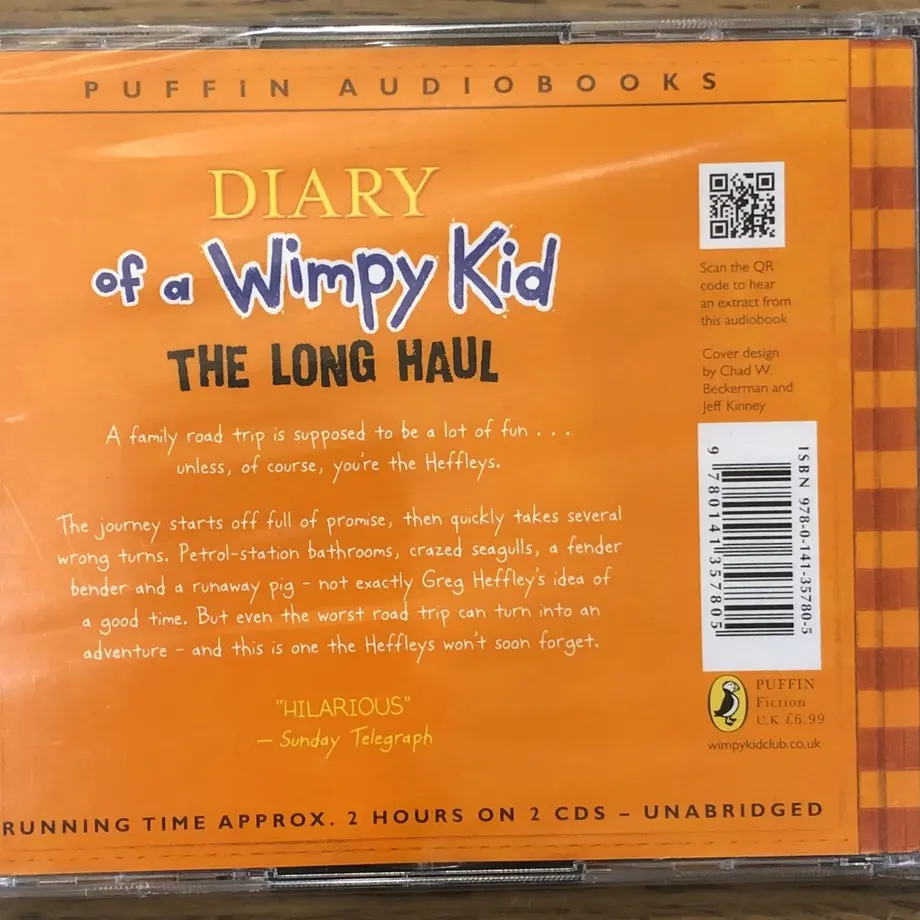 PUFFIN AUDIOBOOKS
DIARY
of a Wimpy Kid
THE LONG HAUL
A family road trip is supposed to be a lot of fun . . .
unless, of course, you're the Heffleys.
The journey starts off full of promise, then quickly takes several
wrong turns. Petrol-station bathrooms, crazed seagulls, a fender
bender and a runaway pig – not exactly Greg Heffley's idea of
a good time. But even the worst road trip can turn into an
adventure – and this is one the Heffleys won't soon forget.
"HILARIOUS"
– Sunday Telegraph
RUNNING TIME APPROX. 2 HOURS ON 2 CDS – UNABRIDGED
Scan the QR
code to hear
an extract from
this audiobook
Cover design
by Chad W.
Beckerman and
Jeff Kinney
ISBN 978-0-141-35780-5
9 780141 357805
PUFFIN
Fiction
U.K. £6.99
wimpykidclub.co.uk